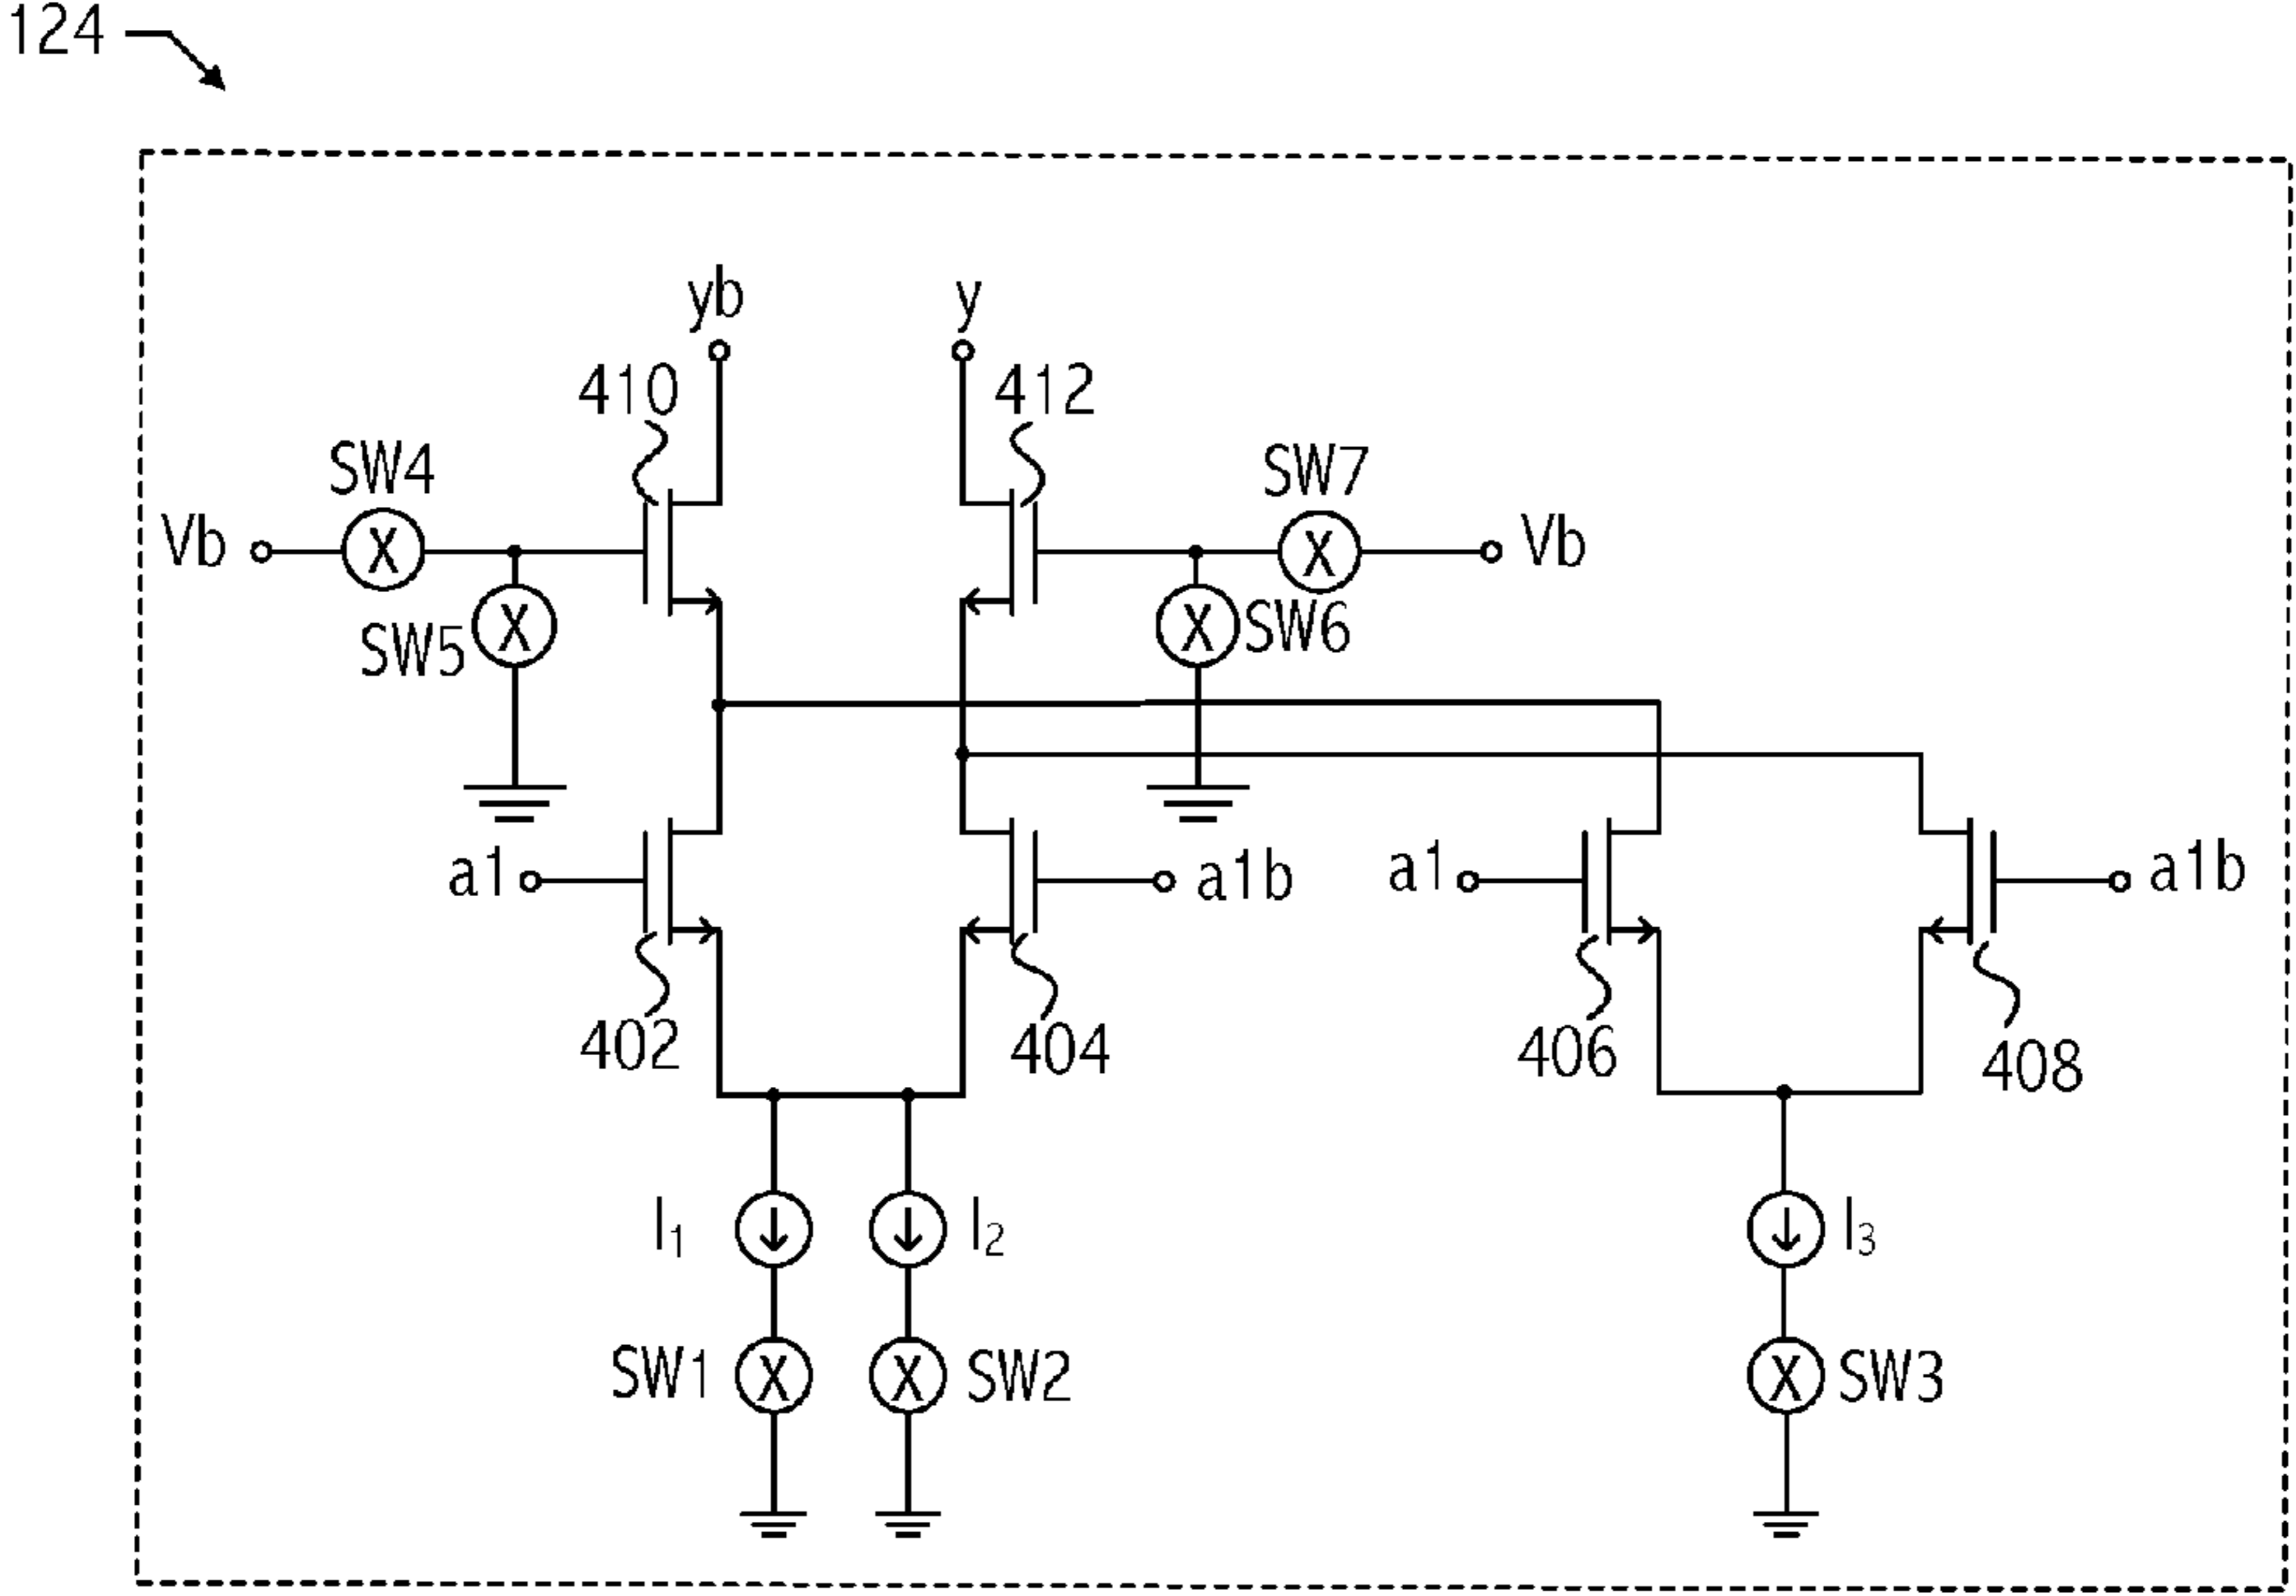 124
yb y
410 412
SW4 SW7
Vb X X Vb
SW5 X X SW6
a1 a1b a1 a1b
402 404 406 408
I1 I2 I3
SW1 X X SW2 X SW3